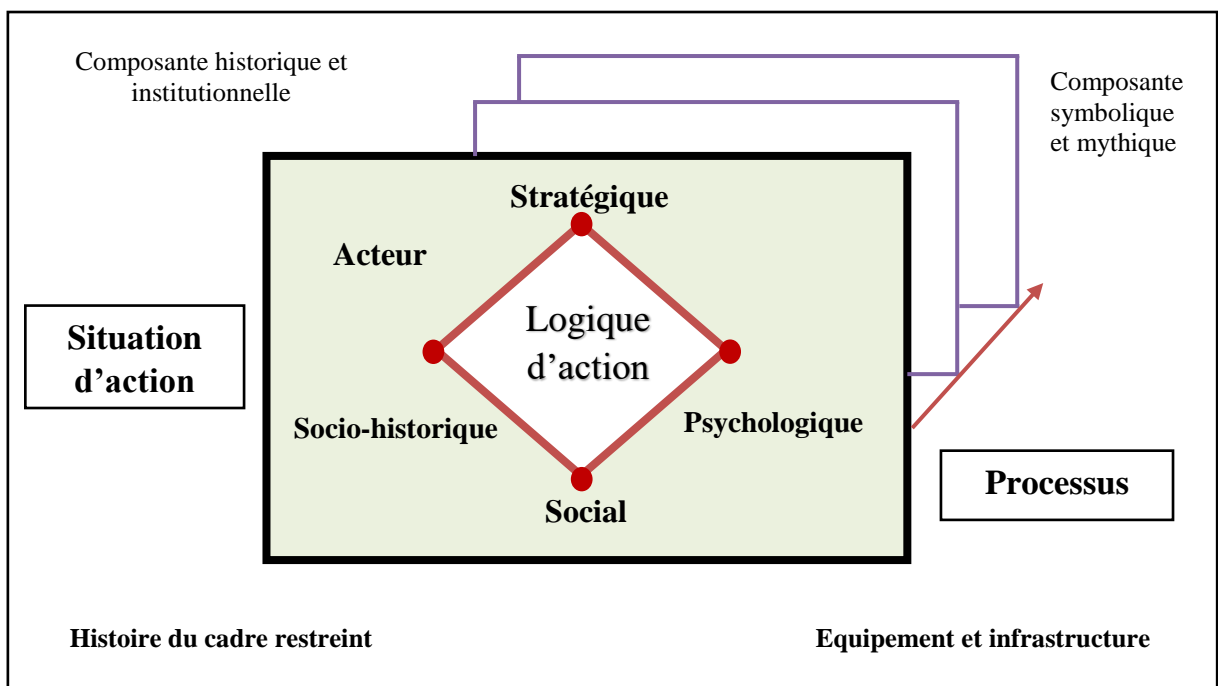 Composante historique et
institutionnelle
Composante
symbolique
et mythique
Stratégique
Acteur
Logique
d’action
Situation
d’action
Socio-historique
Psychologique
Social
Processus
Histoire du cadre restreint
Equipement et infrastructure